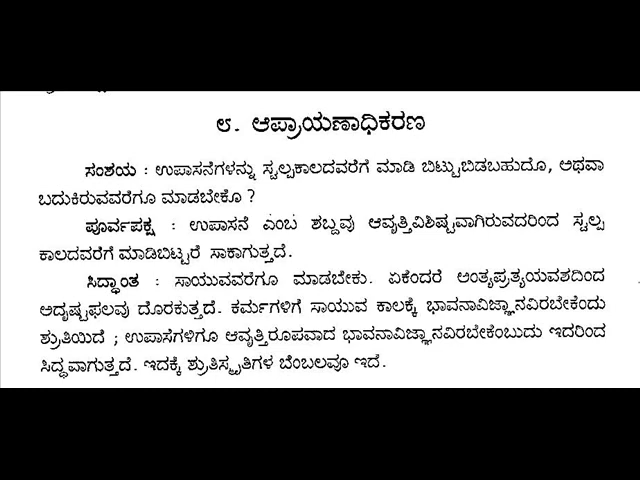 ೮. ಆಪ್ರಾಯಣಾಧಿಕರಣ
ಸಂಶಯ : ಉಪಾಸನೆಗಳನ್ನು ಸ್ವಲ್ಪಕಾಲದವರೆಗೆ ಮಾಡಿ ಬಿಟ್ಟುಬಿಡಬಹುದೊ, ಅಥವಾ
ಬದುಕಿರುವವರೆಗೂ ಮಾಡಬೇಕೊ ?
ಪೂರ್ವಪಕ್ಷ : ಉಪಾಸನೆ ಎಂಬ ಶಬ್ದವು ಆವೃತ್ತಿವಿಶಿಷ್ಟವಾಗಿರುವದರಿಂದ ಸ್ವಲ್ಪ
ಕಾಲದವರೆಗೆ ಮಾಡಿಬಿಟ್ಟರೆ ಸಾಕಾಗುತ್ತದೆ.
ಸಿದ್ಧಾಂತ : ಸಾಯುವವರೆಗೂ ಮಾಡಬೇಕು. ಏಕೆಂದರೆ ಅಂತ್ಯಪ್ರತ್ಯಯವಶದಿಂದ
ಅದೃಷ್ಟಫಲವು ದೊರಕುತ್ತದೆ. ಕರ್ಮಗಳಿಗೆ ಸಾಯುವ ಕಾಲಕ್ಕೆ ಭಾವನಾವಿಜ್ಞಾನವಿರಬೇಕೆಂದು
ಶ್ರುತಿಯಿದೆ ; ಉಪಾಸೆಗಳಿಗೂ ಆವೃತ್ತಿರೂಪವಾದ ಭಾವನಾವಿಜ್ಞಾನವಿರಬೇಕೆಂಬುದು ಇದರಿಂದ
ಸಿದ್ಧವಾಗುತ್ತದೆ. ಇದಕ್ಕೆ ಶ್ರುತಿಸ್ಮೃತಿಗಳ ಬೆಂಬಲವೂ ಇದೆ.